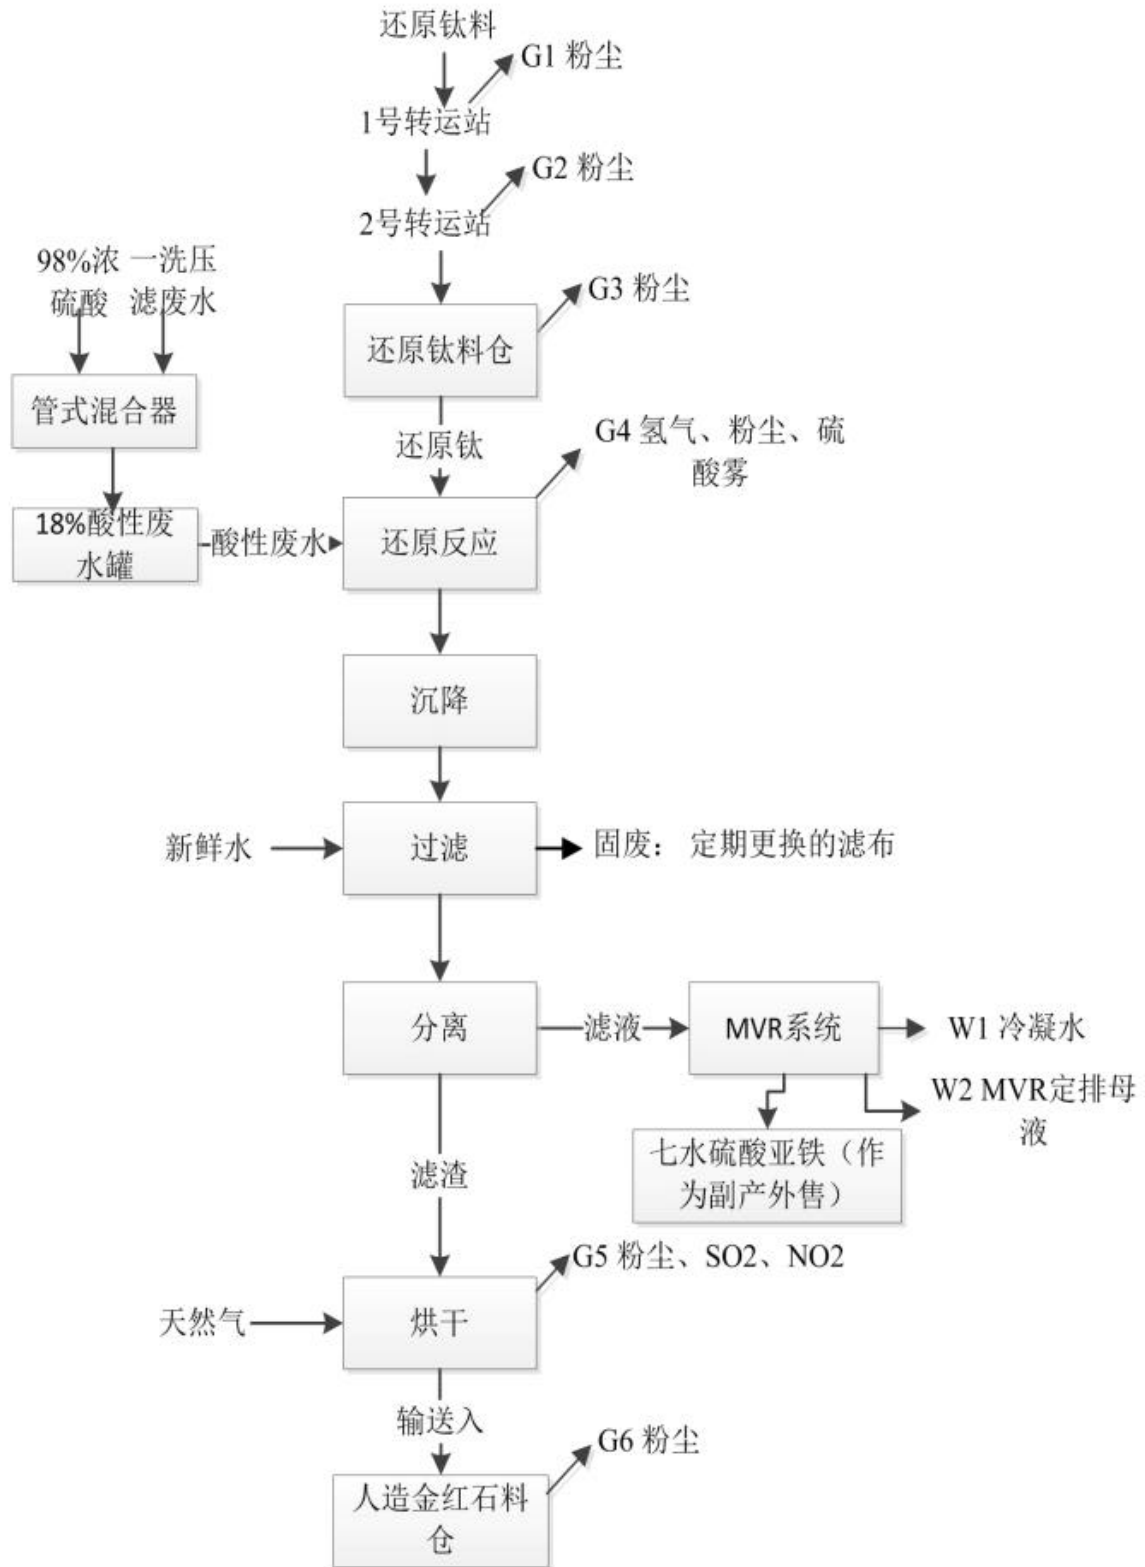 还原钛料
G1 粉尘
1号转运站
G2 粉尘
2号转运站
98%浓
硫酸
一洗压
滤废水
G3 粉尘
还原钛料仓
管式混合器
还原钛
G4 氢气、粉尘、硫
酸雾
18%酸性废
水罐
酸性废水
还原反应
沉降
新鲜水
过滤
固废： 定期更换的滤布
分离
滤液
MVR系统
W1 冷凝水
W2 MVR定排母
液
七水硫酸亚铁（作
为副产外售）
滤渣
G5 粉尘、SO2、NO2
天然气
烘干
输送入
G6 粉尘
人造金红石料
仓